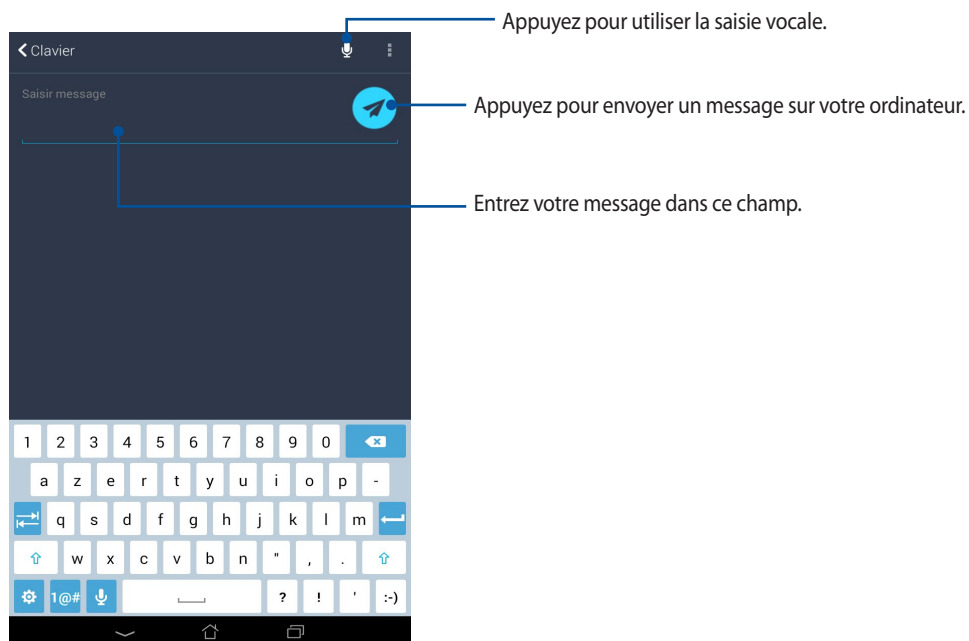 Appuyez pour utiliser la saisie vocale.
Clavier
Saisir message
Appuyez pour envoyer un message sur votre ordinateur.
Entrez votre message dans ce champ.
1 2 3 4 5 6 7 8 9 0
a z e r t y u i o p -
q s d f g h j k l m
w x c v b n " , .
1@# ? ! ' :-)